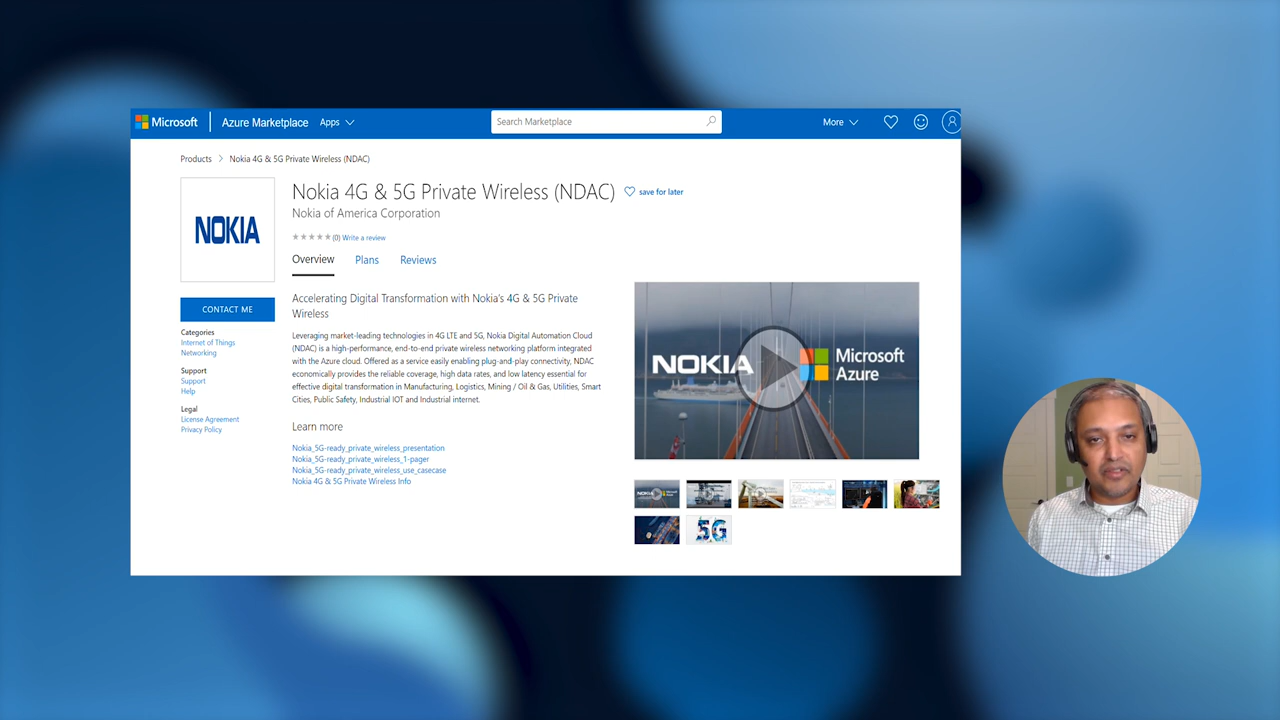 Microsoft
Azure Marketplace
Apps
Search Marketplace
More
Products > Nokia 4G & 5G Private Wireless (NDAC)
NOKIA
Nokia 4G & 5G Private Wireless (NDAC)
save for later
Nokia of America Corporation
(0) Write a review
Overview
Plans
Reviews
CONTACT ME
Categories
Internet of Things
Networking
Support
Support
Help
Legal
License Agreement
Privacy Policy
Accelerating Digital Transformation with Nokia's 4G & 5G Private
Wireless
Leveraging market-leading technologies in 4G LTE and 5G, Nokia Digital Automation Cloud
(NDAC) is a high-performance, end-to-end private wireless networking platform integrated
with the Azure cloud. Offered as a service easily enabling plug-and-play connectivity, NDAC
economically provides the reliable coverage, high data rates, and low latency essential for
effective digital transformation in Manufacturing, Logistics, Mining / Oil & Gas, Utilities, Smart
Cities, Public Safety, Industrial IOT and Industrial internet.
Learn more
Nokia_5G-ready_private_wireless_presentation
Nokia_5G-ready_private_wireless_1-pager
Nokia_5G-ready_private_wireless_use_casecase
Nokia 4G & 5G Private Wireless Info
NOKIA
Microsoft
Azure
5G